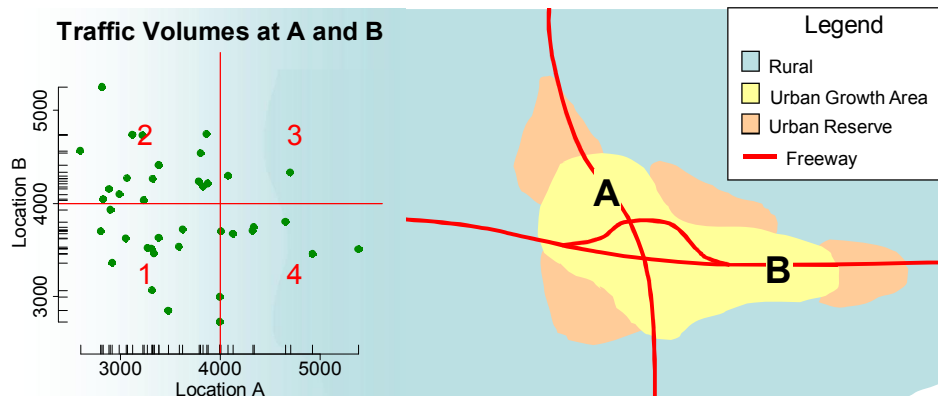 Traffic Volumes at A and B
Location B
5000
4000
3000
2
3
1
4
3000 4000 5000
Location A
A
B
Legend
Rural
Urban Growth Area
Urban Reserve
Freeway